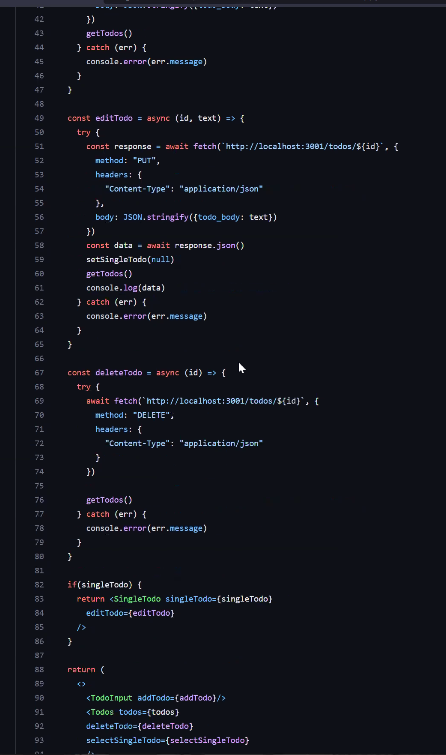 42 })
43 getTodos()
44 } catch (err) {
45 console.error(err.message)
46 }
47 }
48
49 const editTodo = async (id, text) => {
50 try {
51 const response = await fetch(`http://localhost:3001/todos/${id}`, {
52 method: "PUT",
53 headers: {
54 "Content-Type": "application/json"
55 },
56 body: JSON.stringify({todo_body: text})
57 })
58 const data = await response.json()
59 setSingleTodo(null)
60 getTodos()
61 console.log(data)
62 } catch (err) {
63 console.error(err.message)
64 }
65 }
66
67 const deleteTodo = async (id) => {
68 try {
69 await fetch(`http://localhost:3001/todos/${id}`, {
70 method: "DELETE",
71 headers: {
72 "Content-Type": "application/json"
73 }
74 })
75
76 getTodos()
77 } catch (err) {
78 console.error(err.message)
79 }
80 }
81
82 if(singleTodo) {
83 return <SingleTodo singleTodo={singleTodo}
84 editTodo={editTodo}
85 />
86 }
87
88 return (
89 <>
90 <TodoInput addTodo={addTodo}/>
91 <Todos todos={todos}
92 deleteTodo={deleteTodo}
93 selectSingleTodo={selectSingleTodo}